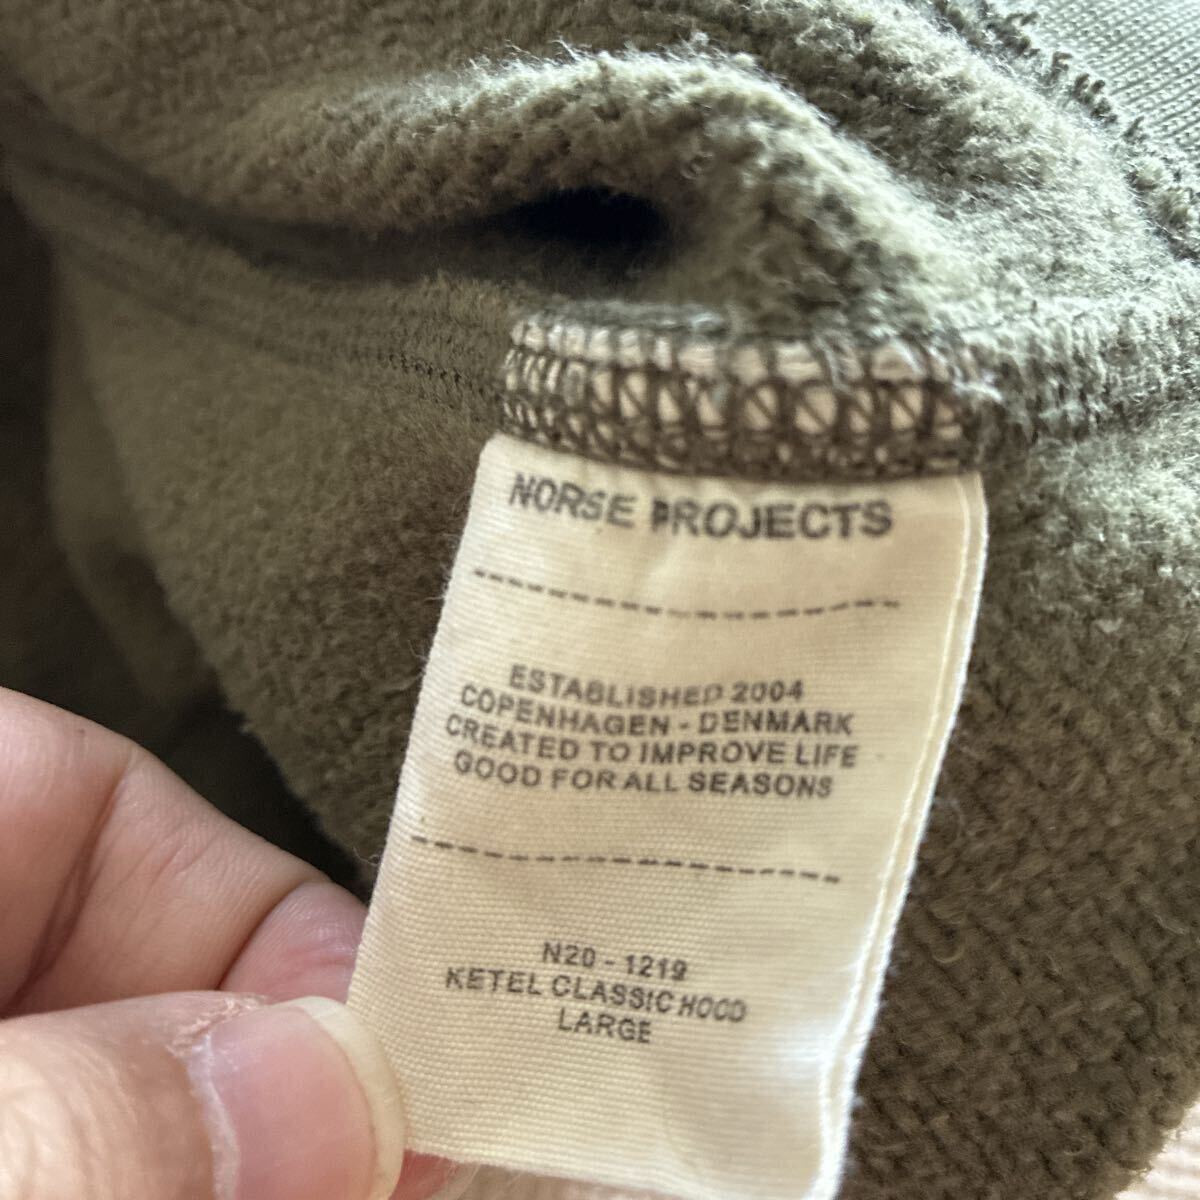 NORSE PROJECTS
ESTABLISHED 2004
COPENHAGEN - DENMARK
CREATED TO IMPROVE LIFE
GOOD FOR ALL SEASONS
N20 - 1219
KETEL CLASSIC HOOD
LARGE